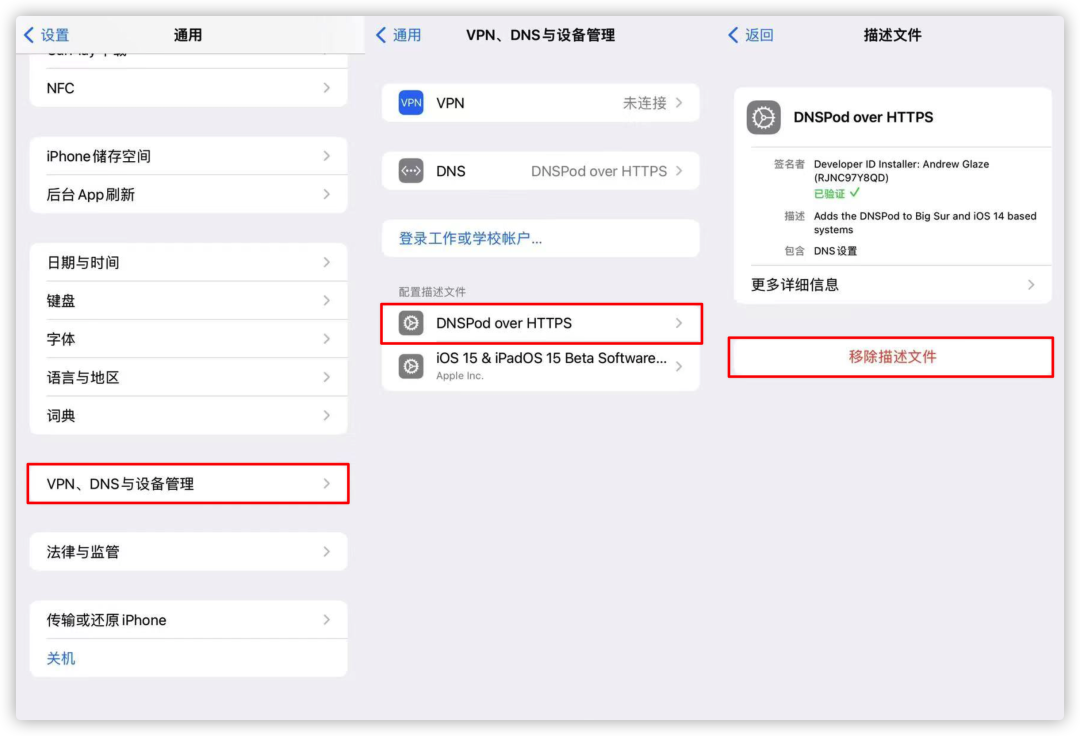 设置
通用
NFC
iPhone储存空间
后台App刷新
日期与时间
键盘
字体
语言与地区
词典
VPN、DNS与设备管理
法律与监管
传输或还原iPhone
关机
通用
VPN、DNS与设备管理
VPN VPN 未连接
DNS DNSPod over HTTPS
登录工作或学校帐户...
配置描述文件
DNSPod over HTTPS
iOS 15 & iPadOS 15 Beta Software...
Apple Inc.
返回
描述文件
DNSPod over HTTPS
签名者 Developer ID Installer: Andrew Glaze
(RJNC97Y8QD)
已验证 ✓
描述 Adds the DNSPod to Big Sur and iOS 14 based
systems
包含 DNS设置
更多详细信息
移除描述文件